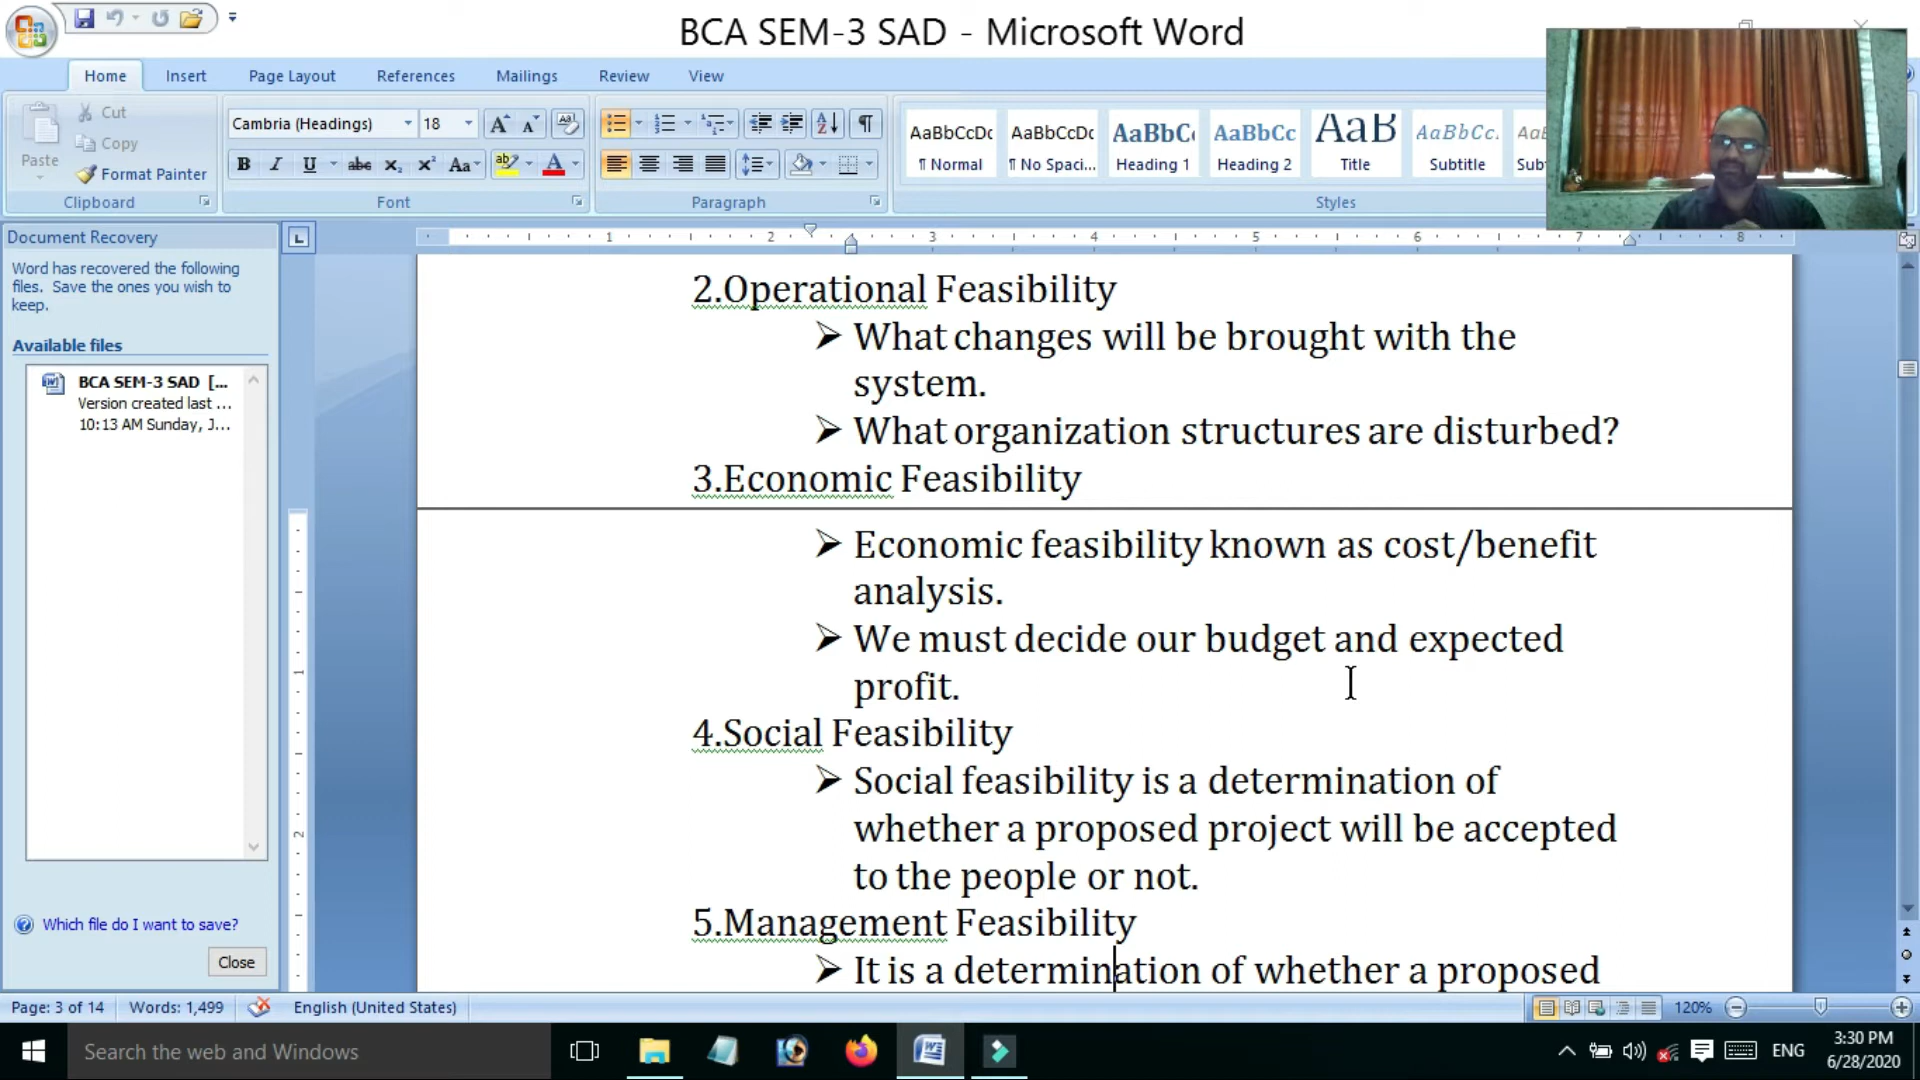 BCA SEM-3 SAD - Microsoft Word
Home Insert Page Layout References Mailings Review View
Paste
Cut
Copy
Format Painter
Clipboard
Cambria (Headings) 18
Font
Paragraph
AaBbCcDc AaBbCcDc AaBbC AaBbCc AaB AaBbCc.
¶ Normal ¶ No Spaci... Heading 1 Heading 2 Title Subtitle
Styles
Document Recovery
Word has recovered the following
files. Save the ones you wish to
keep.
Available files
BCA SEM-3 SAD [...
Version created last ...
10:13 AM Sunday, J...
Which file do I want to save?
Close
1 2 3 4 5 6 7 8
2.Operational Feasibility
➢ What changes will be brought with the
system.
➢ What organization structures are disturbed?
3.Economic Feasibility
➢ Economic feasibility known as cost/benefit
analysis.
➢ We must decide our budget and expected
profit.
4.Social Feasibility
➢ Social feasibility is a determination of
whether a proposed project will be accepted
to the people or not.
5.Management Feasibility
➢ It is a determination of whether a proposed
Page: 3 of 14 Words: 1,499 English (United States) 120%
Search the web and Windows
ENG
3:30 PM
6/28/2020